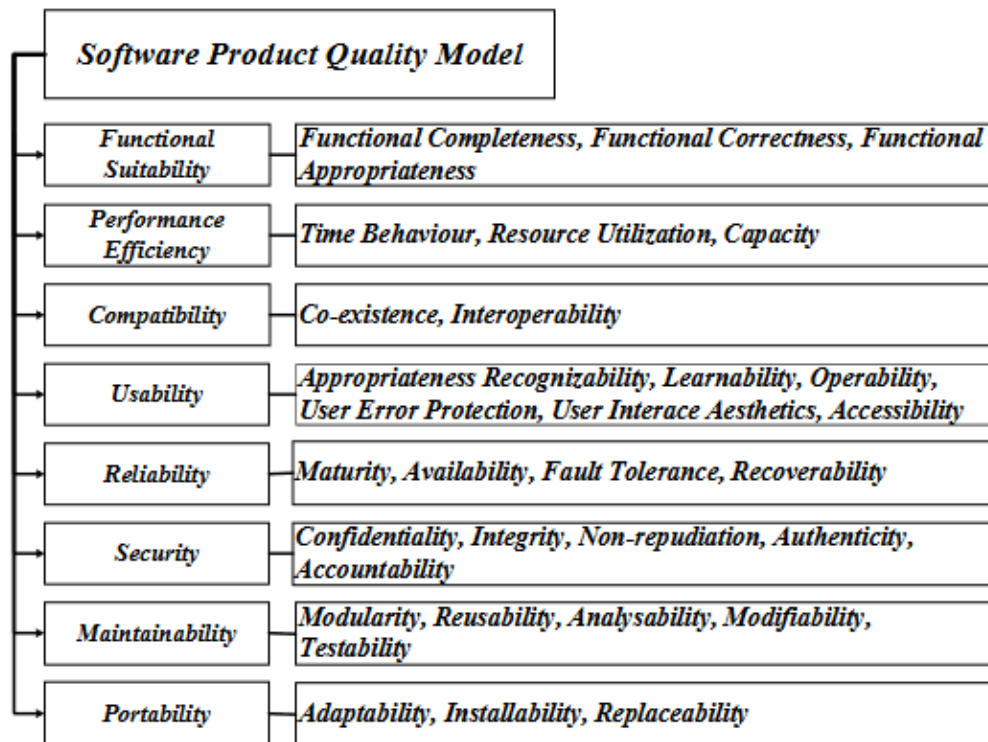 Software Product Quality Model
Functional
Suitability
Functional Completeness, Functional Correctness, Functional
Appropriateness
Performance
Efficiency
Time Behaviour, Resource Utilization, Capacity
Compatibility
Co-existence, Interoperability
Usability
Appropriateness Recognizability, Learnability, Operability,
User Error Protection, User Interace Aesthetics, Accessibility
Reliability
Maturity, Availability, Fault Tolerance, Recoverability
Security
Confidentiality, Integrity, Non-repudiation, Authenticity,
Accountability
Maintainability
Modularity, Reusability, Analysability, Modifiability,
Testability
Portability
Adaptability, Installability, Replaceability